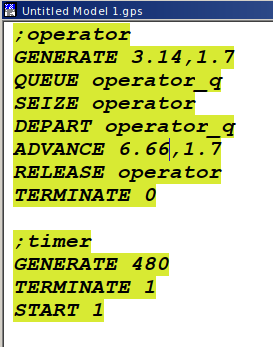 Untitled Model 1.gps
;operator
GENERATE 3.14,1.7
QUEUE operator_q
SEIZE operator
DEPART operator_q
ADVANCE 6.66,1.7
RELEASE operator
TERMINATE 0
;timer
GENERATE 480
TERMINATE 1
START 1